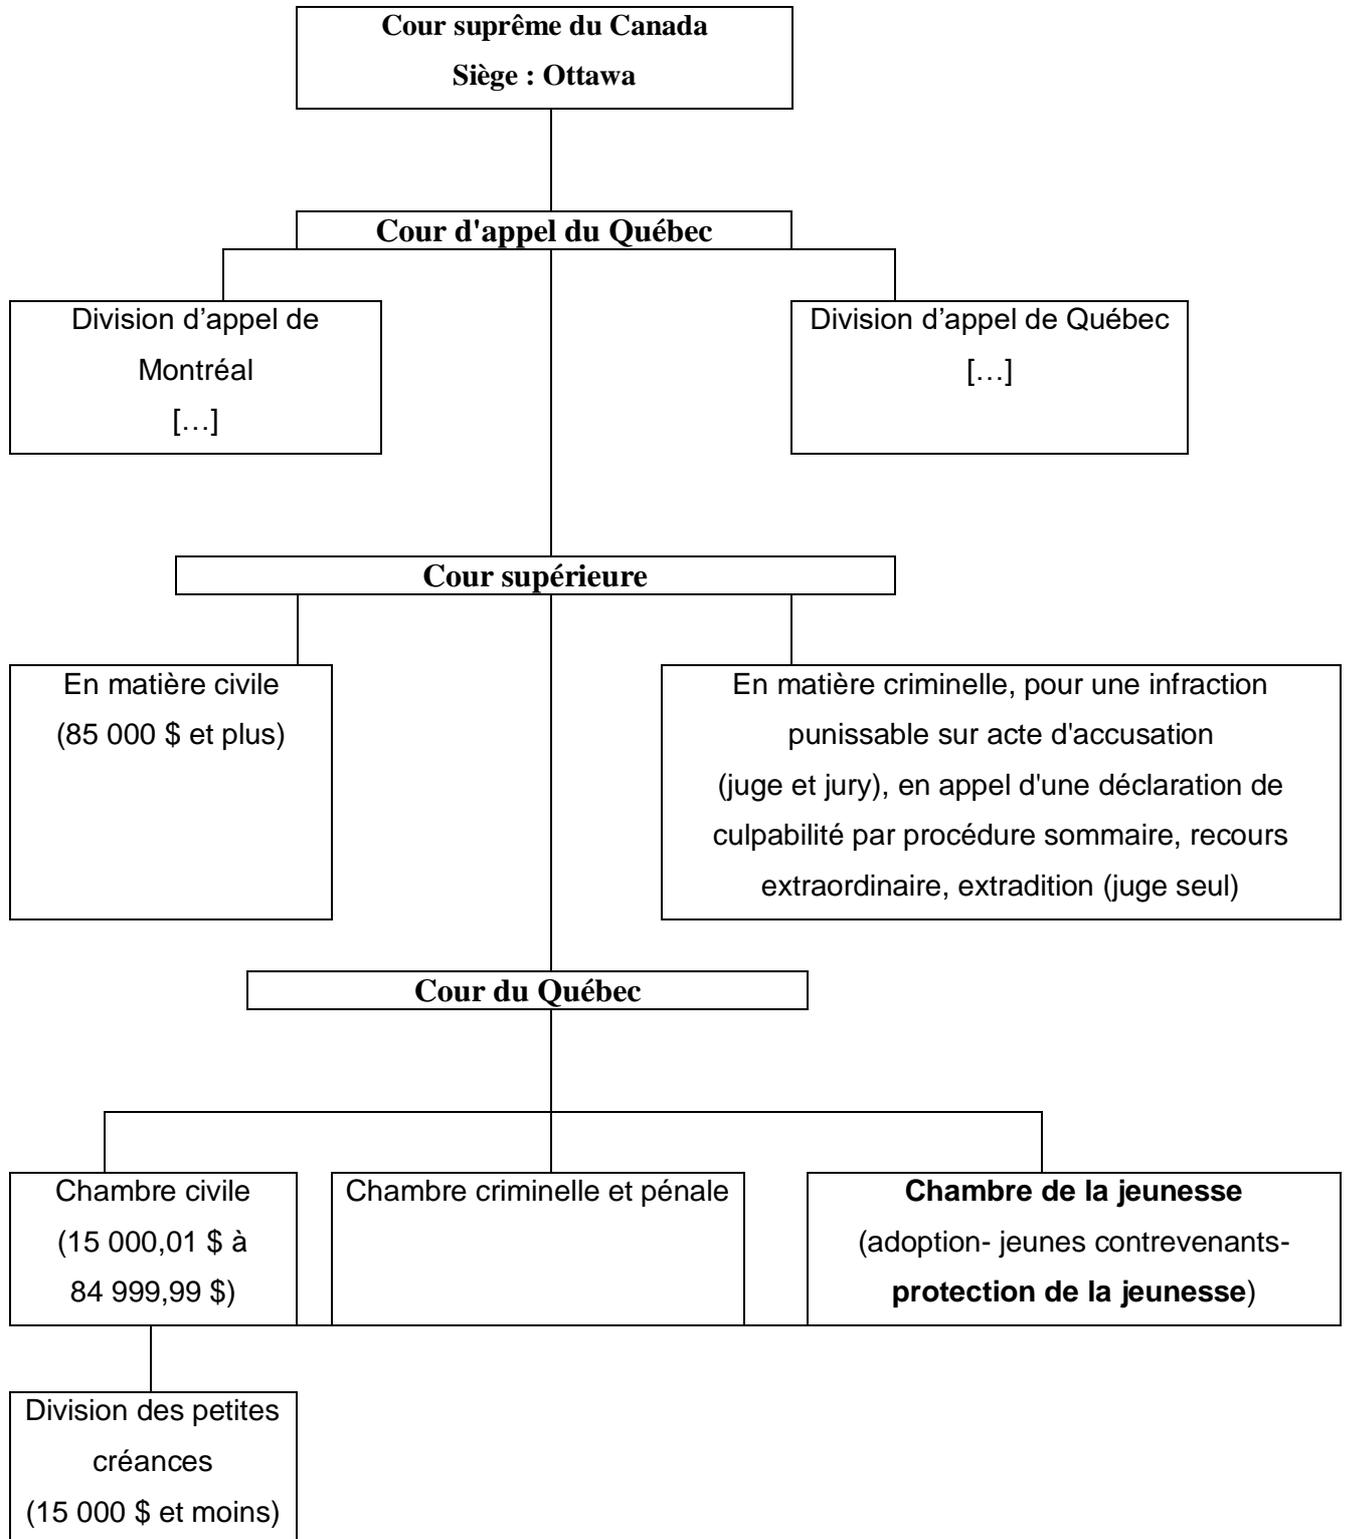 Cour suprême du Canada
Siège : Ottawa
Cour d'appel du Québec
Division d’appel de
Montréal
[…]
Division d’appel de Québec
[…]
Cour supérieure
En matière civile
(85 000 $ et plus)
En matière criminelle, pour une infraction
punissable sur acte d'accusation
(juge et jury), en appel d'une déclaration de
culpabilité par procédure sommaire, recours
extraordinaire, extradition (juge seul)
Cour du Québec
Chambre civile
(15 000,01 $ à
84 999,99 $)
Chambre criminelle et pénale
Chambre de la jeunesse
(adoption- jeunes contrevenants-
protection de la jeunesse)
Division des petites
créances
(15 000 $ et moins)